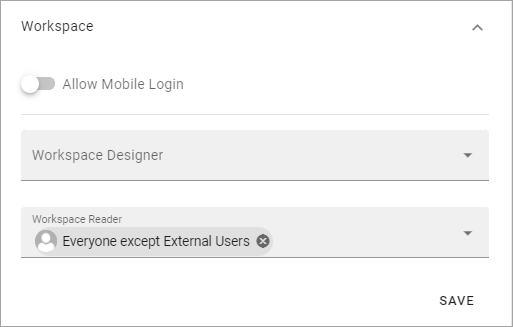 Workspace
Allow Mobile Login
Workspace Designer
Workspace Reader
Everyone except External Users
SAVE